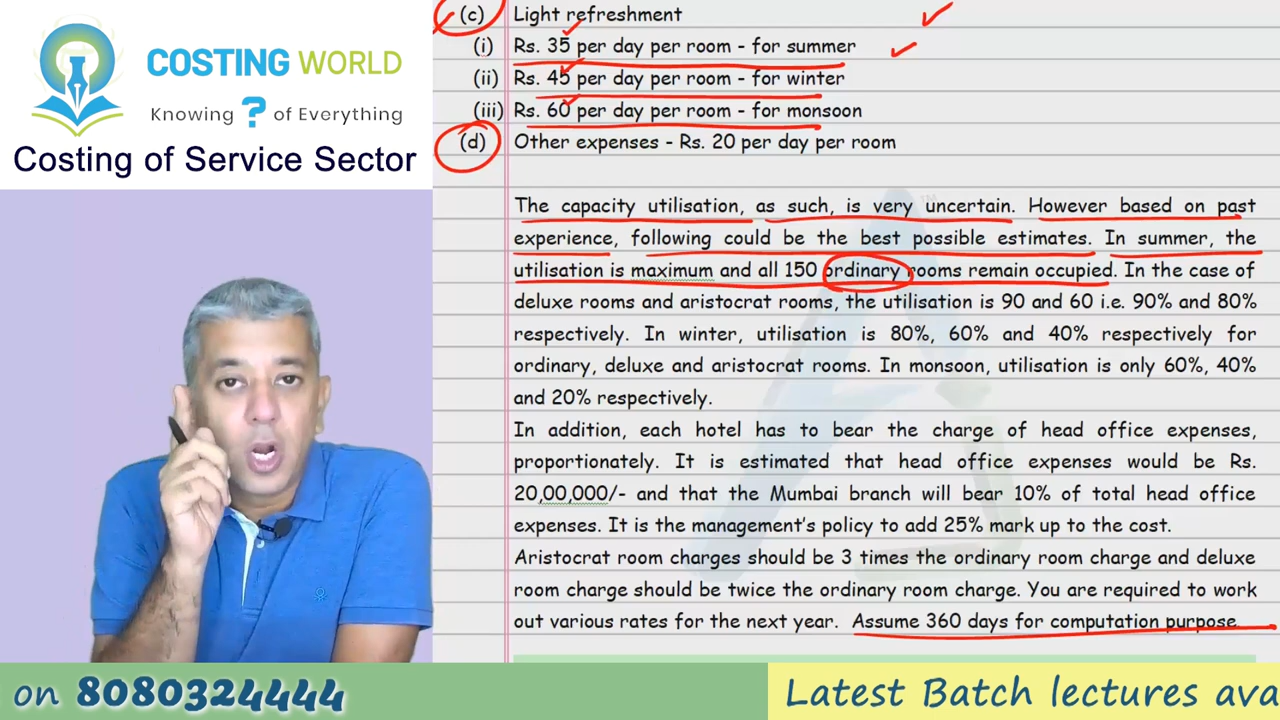 COSTING WORLD
Knowing ? of Everything
Costing of Service Sector
(c) Light refreshment
(i) Rs. 35 per day per room - for summer
(ii) Rs. 45 per day per room - for winter
(iii) Rs. 60 per day per room - for monsoon
(d) Other expenses - Rs. 20 per day per room
The capacity utilisation, as such, is very uncertain. However based on past
experience, following could be the best possible estimates. In summer, the
utilisation is maximum and all 150 ordinary rooms remain occupied. In the case of
deluxe rooms and aristocrat rooms, the utilisation is 90 and 60 i.e. 90% and 80%
respectively. In winter, utilisation is 80%, 60% and 40% respectively for
ordinary, deluxe and aristocrat rooms. In monsoon, utilisation is only 60%, 40%
and 20% respectively.
In addition, each hotel has to bear the charge of head office expenses,
proportionately. It is estimated that head office expenses would be Rs.
20,00,000/- and that the Mumbai branch will bear 10% of total head office
expenses. It is the management's policy to add 25% mark up to the cost.
Aristocrat room charges should be 3 times the ordinary room charge and deluxe
room charge should be twice the ordinary room charge. You are required to work
out various rates for the next year. Assume 360 days for computation purpose
on 8080324444
Latest Batch lectures ava